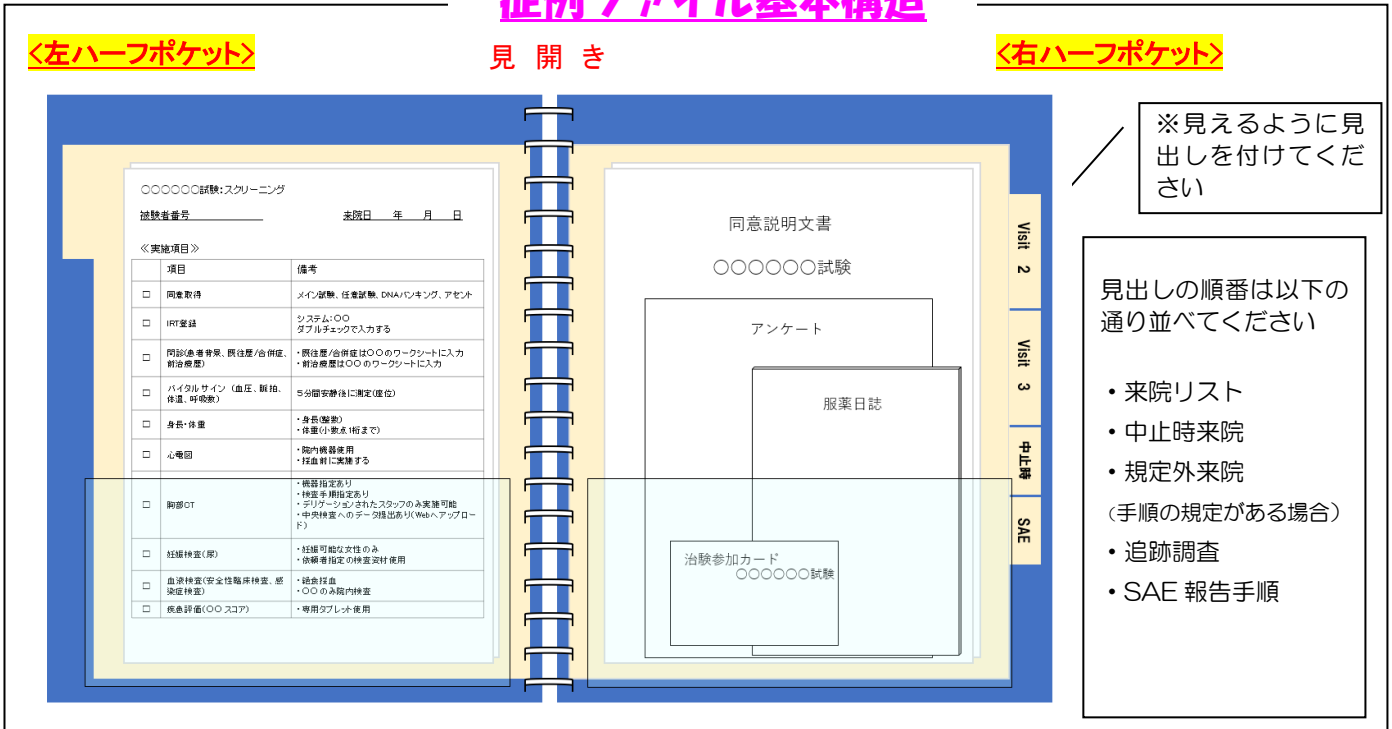 症例ファイル基本構造
<左ハーフポケット>
見 開 き
<右ハーフポケット>
○○○○○○試験:スクリーニング
被験者番号
来院日 年 月 日
≪実施項目≫
項目
備考
□
同意取得
メイン試験、任意試験、DNAバンキング、アセント
□
IRT登録
システム:○○
ダブルチェックで入力する
□
問診(患者背景、既往歴/合併症、
前治療歴)
・既往歴/合併症は○○のワークシートに入力
・前治療歴は○○のワークシートに入力
□
バイタルサイン(血圧、脈拍、
体温、呼吸数)
5分間安静後に測定(座位)
□
身長・体重
・身長(整数)
・体重(小数点1桁まで)
□
心電図
・院内機器使用
・採血前に実施する
□
胸部CT
・機器指定あり
・検査手順指定あり
・デリゲーションされたスタッフのみ実施可能
・中央検査へのデータ提出あり(Webへアップロー
ド)
□
妊娠検査(尿)
・妊娠可能な女性のみ
・依頼者指定の検査資材使用
□
血液検査(安全性臨床検査、感
染症検査)
・絶食採血
・○○のみ院内検査
□
疾患評価(○○スコア)
・専用タブレット使用
同意説明文書
○○○○○○試験
アンケート
服薬日誌
治験参加カード
○○○○○○試験
Visit 2
Visit 3
中止時
SAE
※見えるように見
出しを付けてくだ
さい
見出しの順番は以下の
通り並べてください
・来院リスト
・中止時来院
・規定外来院
(手順の規定がある場合)
・追跡調査
・SAE 報告手順